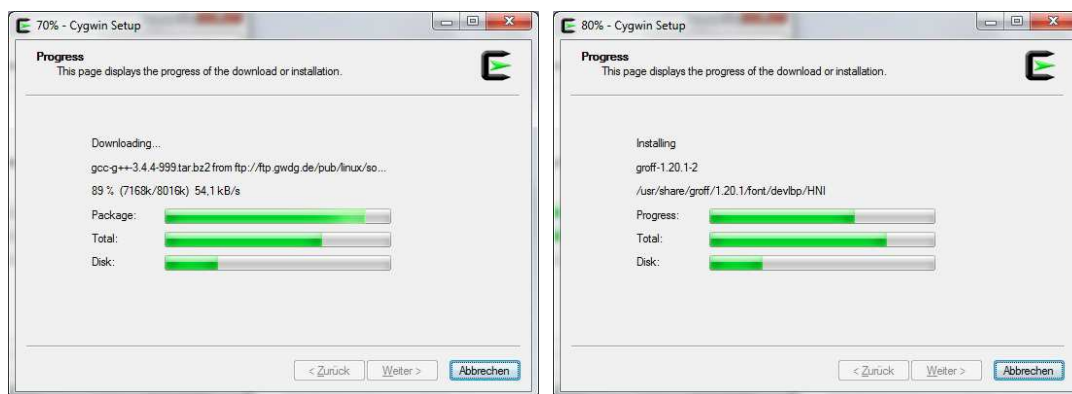 70% - Cygwin Setup
Progress
This page displays the progress of the download or installation.
Downloading...
gcc-g++-3.4.4-999.tar.bz2 from ftp://ftp.gwdg.de/pub/linux/so...
89 % (7168k/8016k) 54,1 kB/s
Package:
Total:
Disk:
< Zurück
Weiter >
Abbrechen
80% - Cygwin Setup
Progress
This page displays the progress of the download or installation.
Installing
groff-1.20.1-2
/usr/share/groff/1.20.1/font/devlbp/HNI
Progress:
Total:
Disk:
< Zurück
Weiter >
Abbrechen